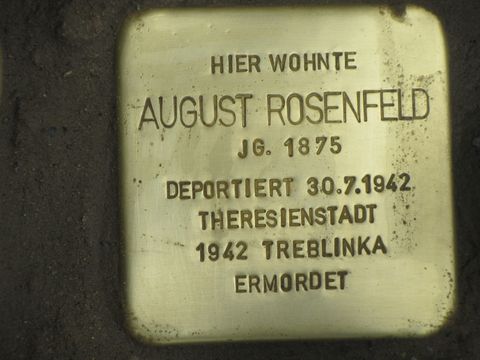 HIER WOHNTE
AUGUST ROSENFELD
JG. 1875
DEPORTIERT 30.7.1942
THERESIENSTADT
1942 TREBLINKA
ERMORDET